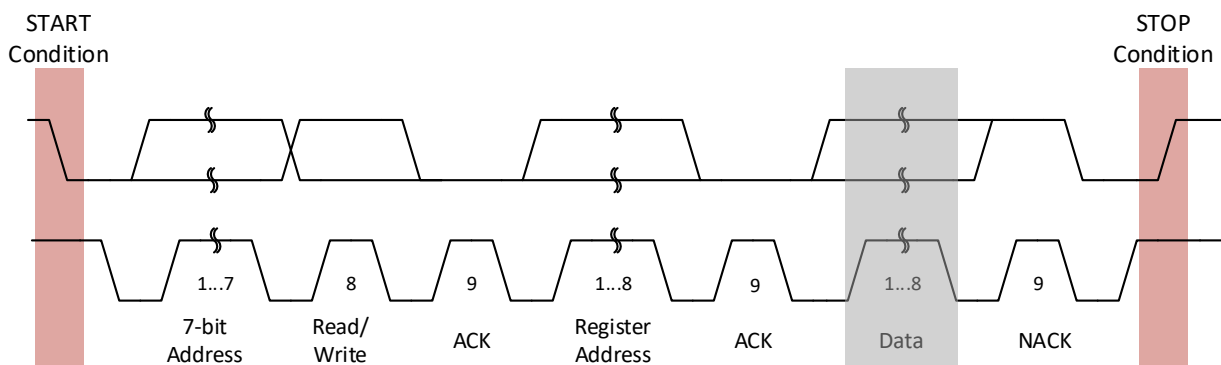 START
Condition
STOP
Condition
1...7
8
9
1...8
9
1...8
9
7-bit
Address
Read/
Write
ACK
Register
Address
ACK
Data
NACK